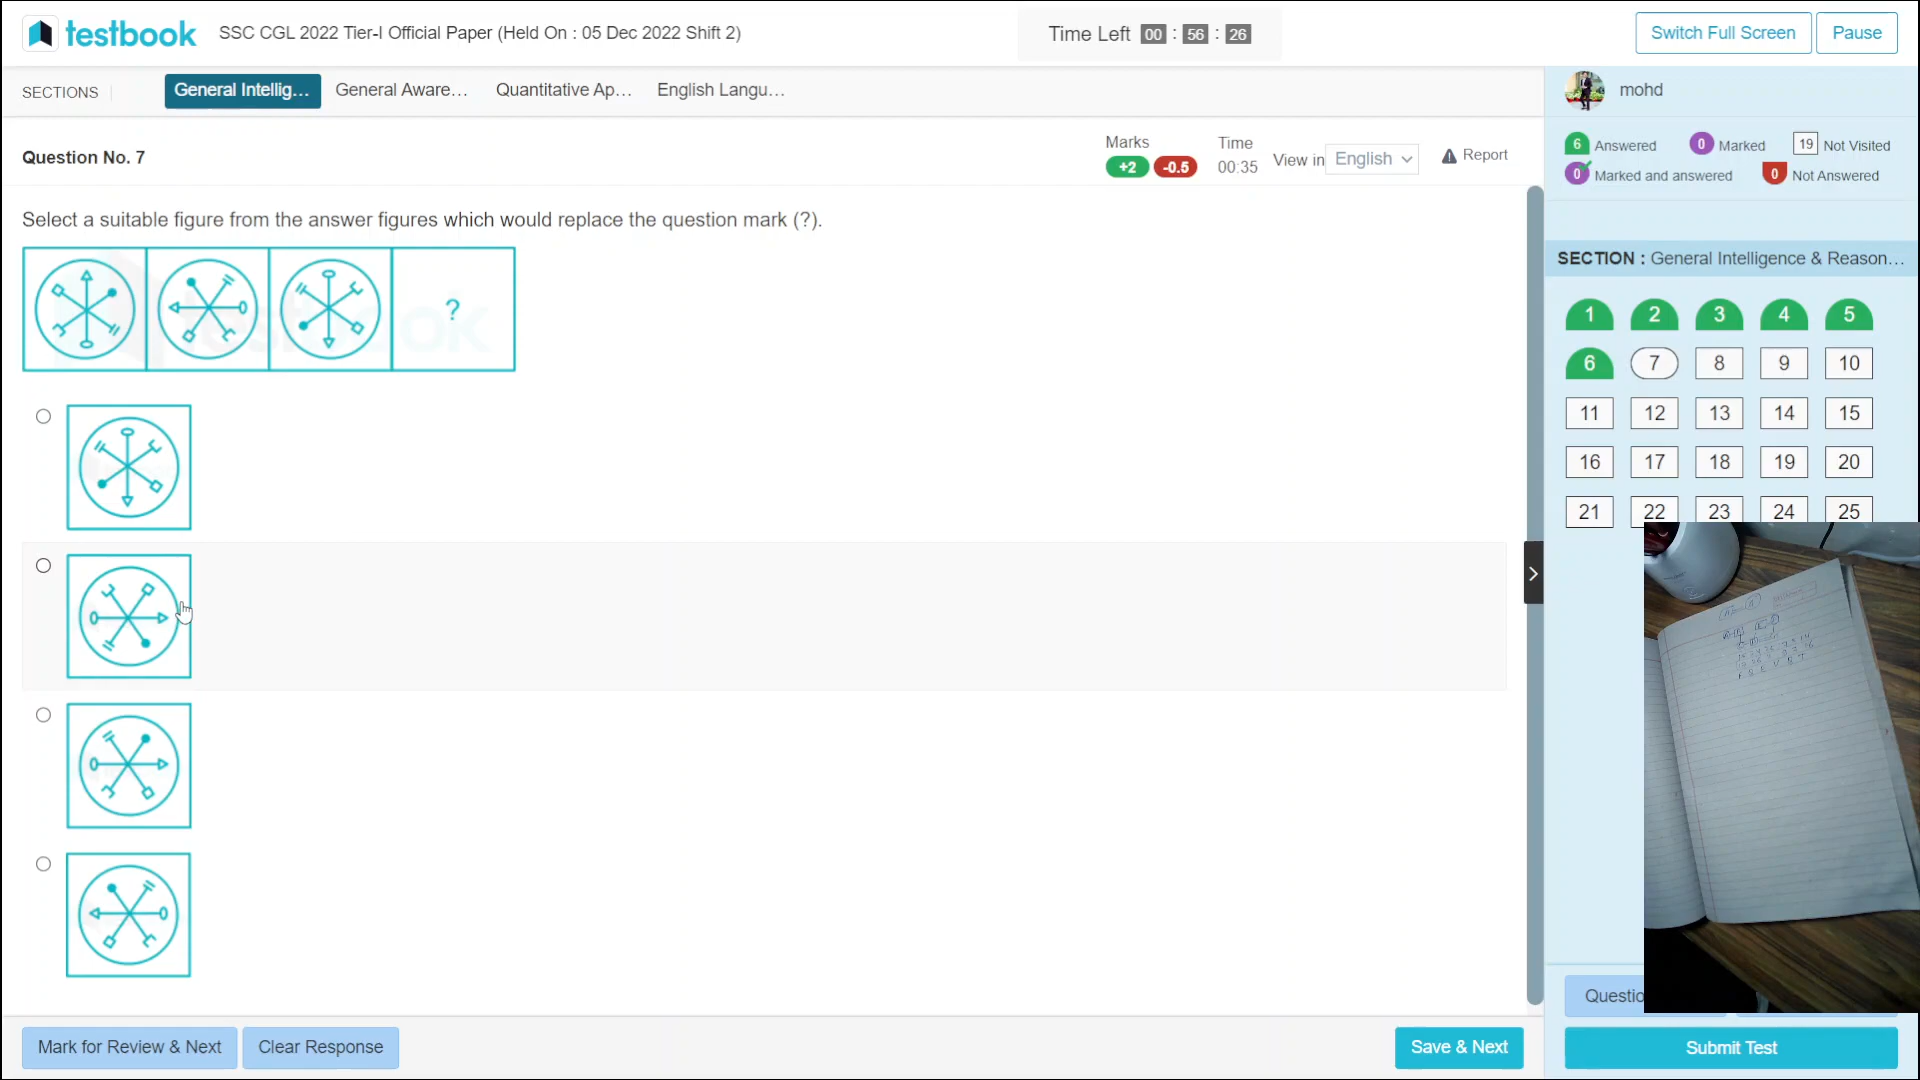 testbook
SSC CGL 2022 Tier-I Official Paper (Held On : 05 Dec 2022 Shift 2)
Time Left 00 : 56 : 26
Switch Full Screen
Pause
SECTIONS
General Intellig...
General Aware...
Quantitative Ap...
English Langu...
mohd
6 Answered
0 Marked
19 Not Visited
0 Marked and answered
0 Not Answered
Question No. 7
Marks
+2 -0.5
Time
00:35
View in English
Report
Select a suitable figure from the answer figures which would replace the question mark (?).
?
SECTION : General Intelligence & Reason...
1 2 3 4 5
6 7 8 9 10
11 12 13 14 15
16 17 18 19 20
21 22 23 24 25
Questio
Mark for Review & Next
Clear Response
Save & Next
Submit Test